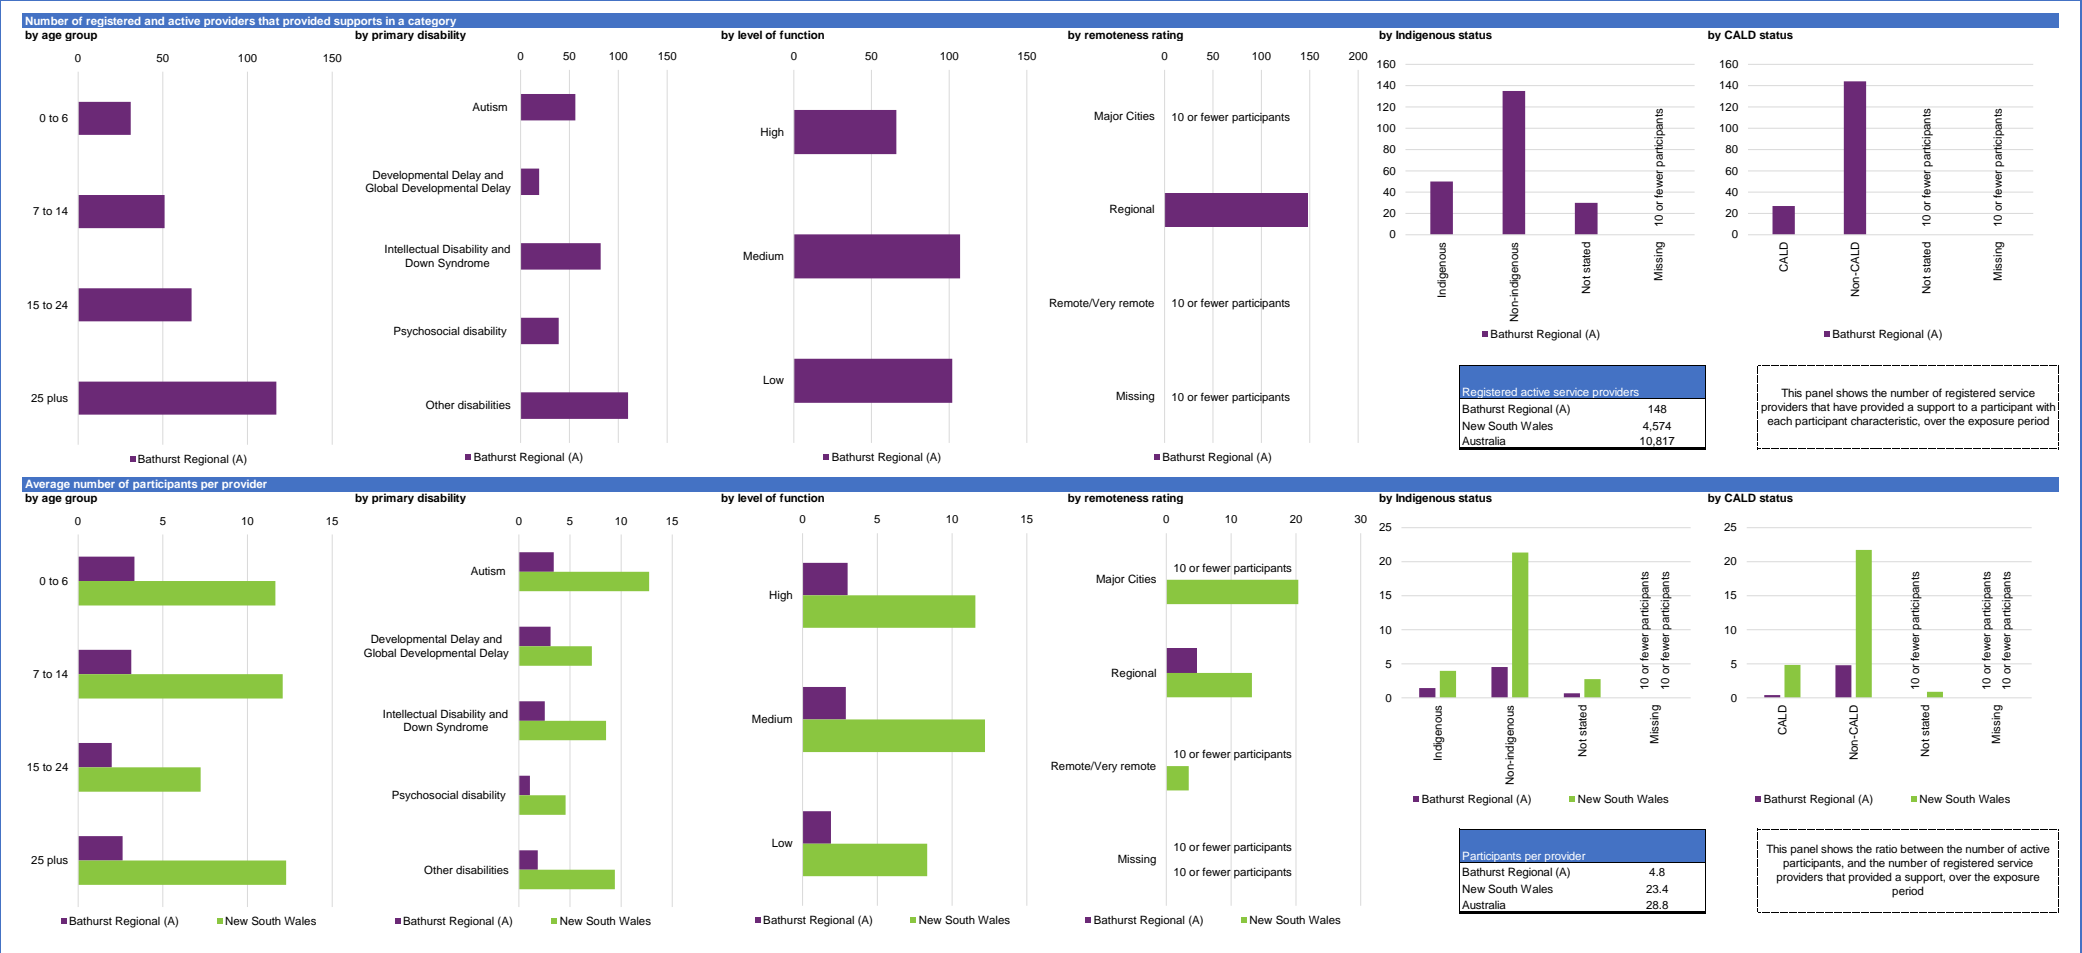 Number of registered and active providers that provided supports in a category
by age group
0 50 100 150
0 to 6
7 to 14
15 to 24
25 plus
Bathurst Regional (A)
by primary disability
0 50 100 150
Autism
Developmental Delay and
Global Developmental Delay
Intellectual Disability and
Down Syndrome
Psychosocial disability
Other disabilities
Bathurst Regional (A)
by level of function
0 50 100 150
High
Medium
Low
Bathurst Regional (A)
by remoteness rating
0 50 100 150 200
Major Cities 10 or fewer participants
Regional
Remote/Very remote 10 or fewer participants
Missing 10 or fewer participants
Bathurst Regional (A)
by Indigenous status
160
140
120
100
80
60
40
20
0
10 or fewer participants
Indigenous
Non-indigenous
Not stated
Missing
Bathurst Regional (A)
by CALD status
160
140
120
100
80
60
40
20
0
10 or fewer participants
10 or fewer participants
CALD
Non-CALD
Not stated
Missing
Bathurst Regional (A)
Registered active service providers
Bathurst Regional (A) 148
New South Wales 4,574
Australia 10,817
This panel shows the number of registered service
providers that have provided a support to a participant with
each participant characteristic, over the exposure period
Average number of participants per provider
by age group
0 5 10 15
0 to 6
7 to 14
15 to 24
25 plus
Bathurst Regional (A) New South Wales
by primary disability
0 5 10 15
Autism
Developmental Delay and
Global Developmental Delay
Intellectual Disability and
Down Syndrome
Psychosocial disability
Other disabilities
Bathurst Regional (A) New South Wales
by level of function
0 5 10 15
High
Medium
Low
Bathurst Regional (A) New South Wales
by remoteness rating
0 10 20 30
10 or fewer participants
Major Cities
Regional
10 or fewer participants
Remote/Very remote
10 or fewer participants
Missing
10 or fewer participants
Bathurst Regional (A) New South Wales
by Indigenous status
25
20
15
10
5
0
10 or fewer participants
10 or fewer participants
Indigenous
Non-indigenous
Not stated
Missing
Bathurst Regional (A) New South Wales
by CALD status
25
20
15
10
5
0
10 or fewer participants
10 or fewer participants
10 or fewer participants
CALD
Non-CALD
Not stated
Missing
Bathurst Regional (A) New South Wales
Participants per provider
Bathurst Regional (A) 4.8
New South Wales 23.4
Australia 28.8
This panel shows the ratio between the number of active
participants, and the number of registered service
providers that provided a support, over the exposure
period